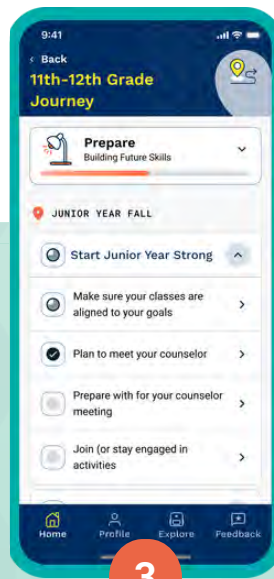 9:41
‹ Back
11th-12th Grade
Journey
Prepare
Building Future Skills
JUNIOR YEAR FALL
Start Junior Year Strong
Make sure your classes are
aligned to your goals
Plan to meet your counselor
Prepare with for your counselor
meeting
Join (or stay engaged in
activities
Home Profile Explore Feedback
3